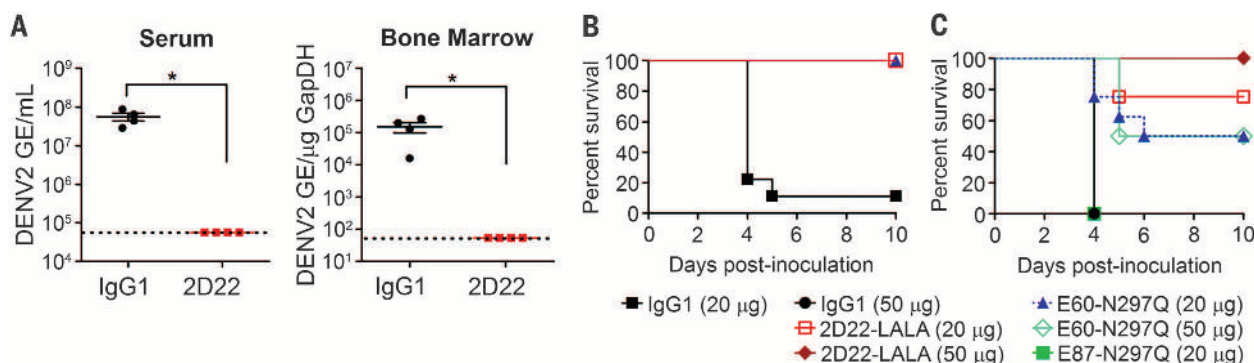 A
Serum
DENV2 GE/mL
10⁹
10⁸
10⁷
10⁶
10⁵
10⁴
*
IgG1 2D22
Bone Marrow
DENV2 GE/μg GapDH
10⁷
10⁶
10⁵
10⁴
10³
10²
10¹
*
IgG1 2D22
B
Percent survival
100
80
60
40
20
0
0 2 4 6 8 10
Days post-inoculation
C
Percent survival
100
80
60
40
20
0
0 2 4 6 8 10
Days post-inoculation
IgG1 (20 μg) IgG1 (50 μg) E60-N297Q (20 μg)
2D22-LALA (20 μg) E60-N297Q (50 μg)
2D22-LALA (50 μg) E87-N297Q (20 μg)